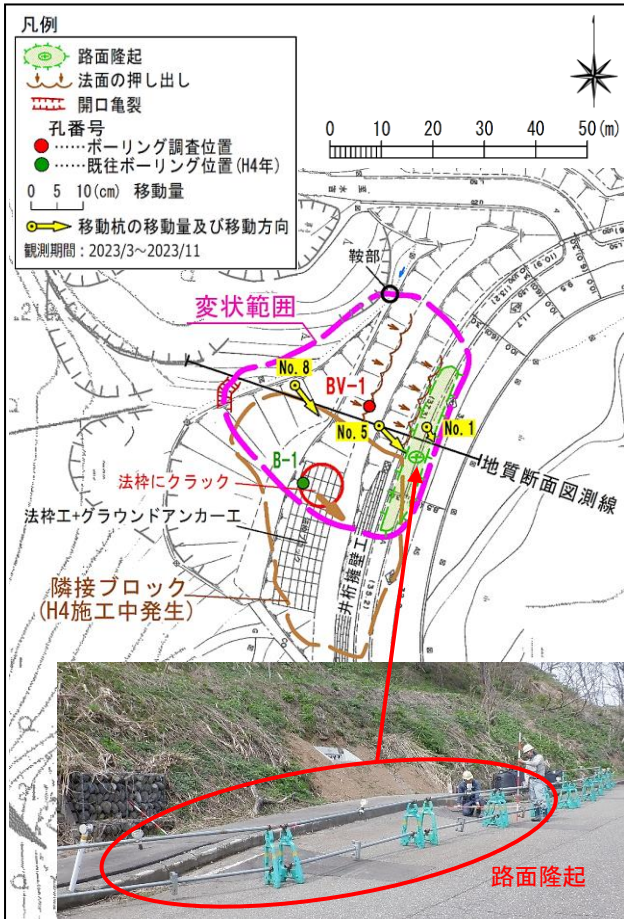 凡例
路面隆起
法面の押し出し
開口亀裂
孔番号
……ボーリング調査位置
……既往ボーリング位置(H4年)
0 5 10(cm) 移動量
移動杭の移動量及び移動方向
観測期間：2023/3～2023/11
0 10 20 30 40 50(m)
鞍部
変状範囲
No. 8
BV-1
No. 5
No. 1
B-1
法枠にクラック
地質断面図測線
法枠工+グラウンドアンカー工
井桁擁壁工
隣接ブロック
(H4施工中発生)
路面隆起